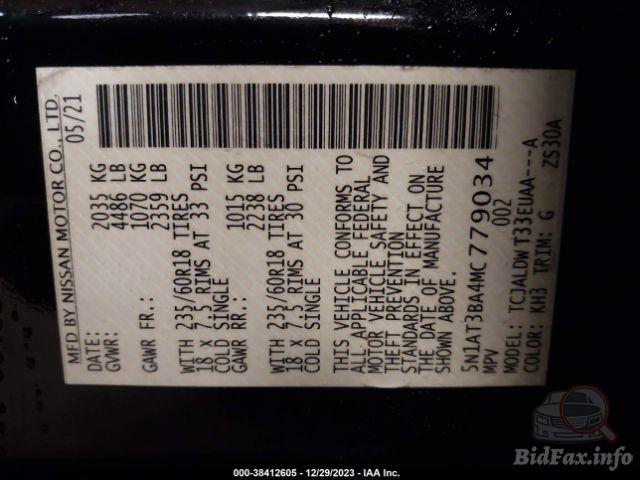 MFD BY NISSAN MOTOR CO., LTD.
DATE: 05/21
GVWR: 2035 KG
4486 LB
GAWR FR.: 1070 KG
2359 LB
WITH 235/60R18 TIRES
18 X 7.5 RIMS AT 33 PSI
COLD SINGLE
GAWR RR.: 1015 KG
2238 LB
WITH 235/60R18 TIRES
18 X 7.5 RIMS AT 30 PSI
COLD SINGLE
THIS VEHICLE CONFORMS TO
ALL APPLICABLE FEDERAL
MOTOR VEHICLE SAFETY AND
THEFT PREVENTION
STANDARDS IN EFFECT ON
THE DATE OF MANUFACTURE
SHOWN ABOVE.
5N1AT3BA4MC779034
MPV 002
MODEL: TC1ALDWT33EUAA---A
COLOR: KH3 TRIM: G ZS30A
BidFax.info
000-38412605 - 12/29/2023 - IAA Inc.